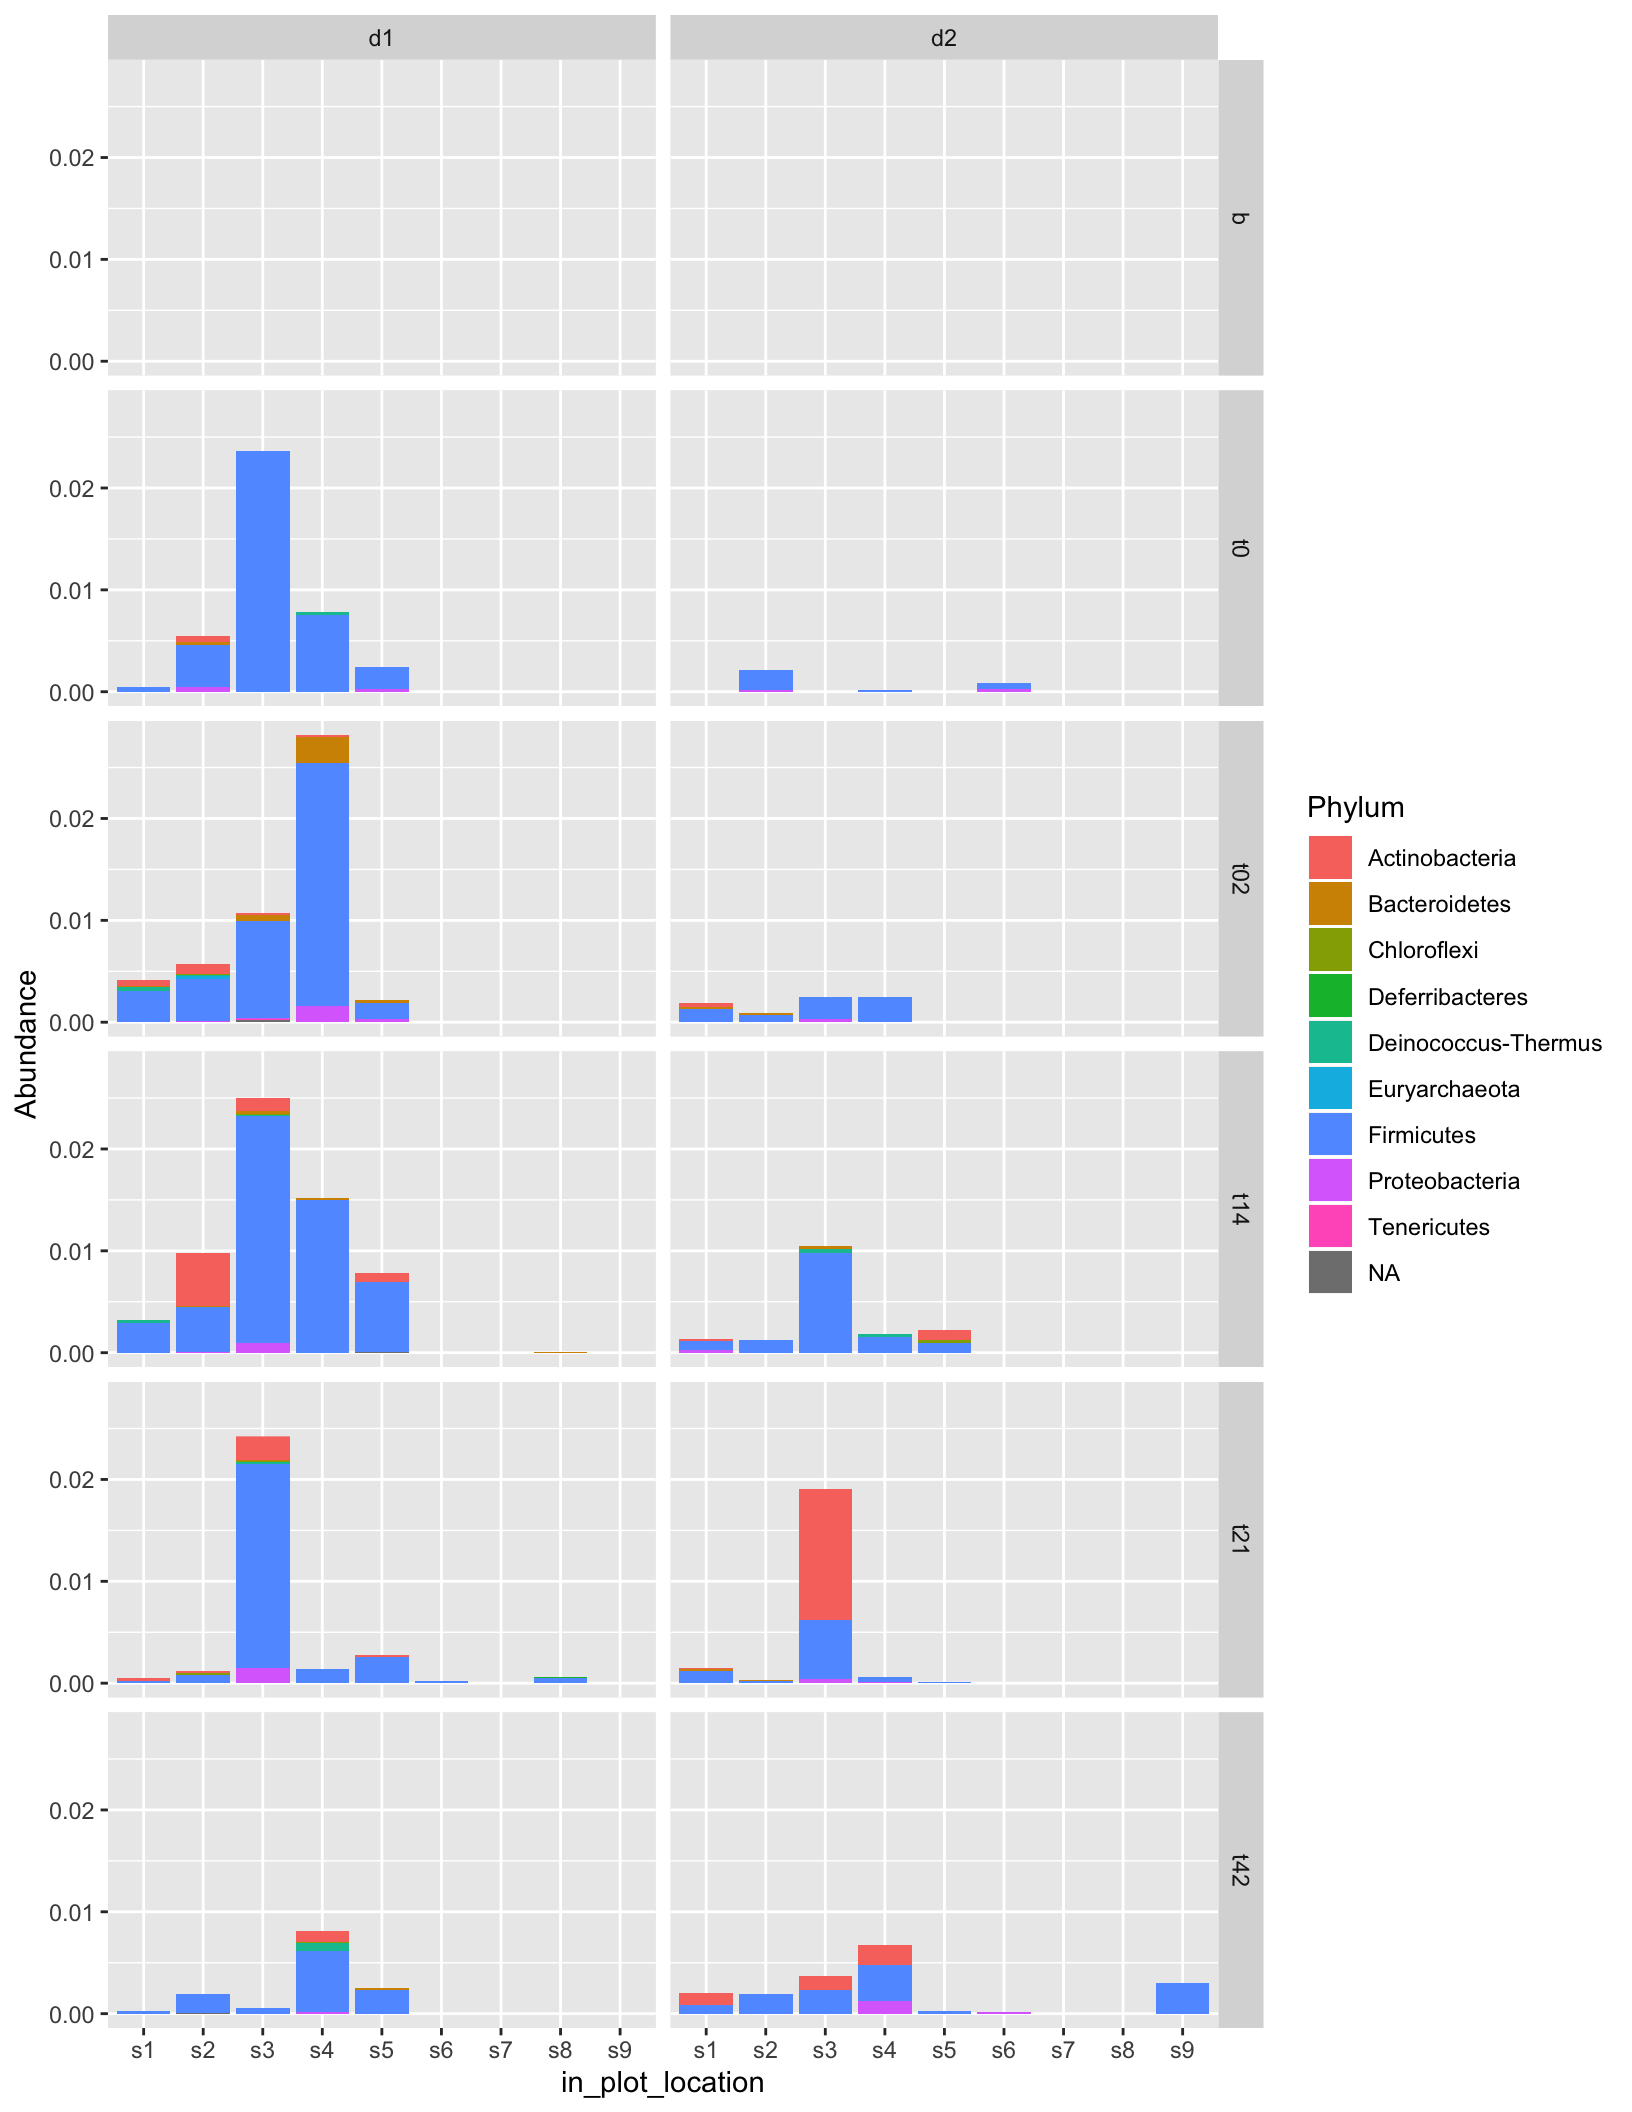 d1 d2
0.02
0.01
0.00
b
0.02
0.01
0.00
t0
0.02
0.01
0.00
t02
0.02
0.01
0.00
t14
0.02
0.01
0.00
t21
0.02
0.01
0.00
t42
s1 s2 s3 s4 s5 s6 s7 s8 s9 s1 s2 s3 s4 s5 s6 s7 s8 s9
in_plot_location
Abundance
Phylum
Actinobacteria
Bacteroidetes
Chloroflexi
Deferribacteres
Deinococcus-Thermus
Euryarchaeota
Firmicutes
Proteobacteria
Tenericutes
NA